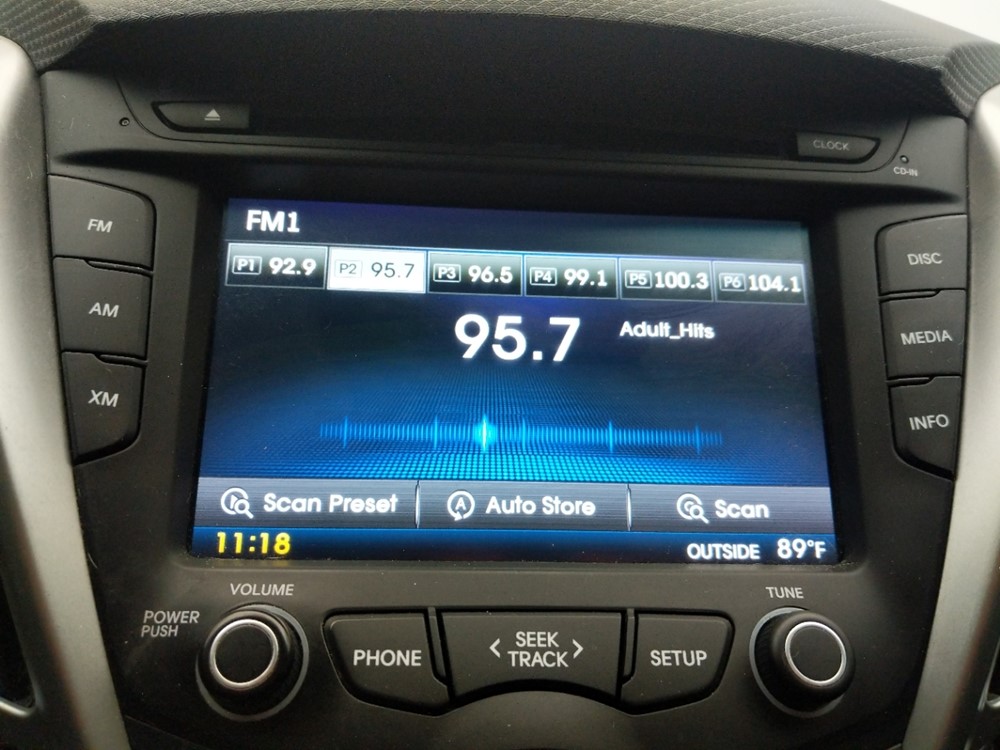 CLOCK
CD-IN
FM
AM
XM
DISC
MEDIA
INFO
FM1
P1 92.9 P2 95.7 P3 96.5 P4 99.1 P5 100.3 P6 104.1
95.7 Adult_Hits
Scan Preset A Auto Store Scan
11:18 OUTSIDE 89°F
VOLUME
POWER
PUSH
PHONE
< SEEK >
TRACK
SETUP
TUNE